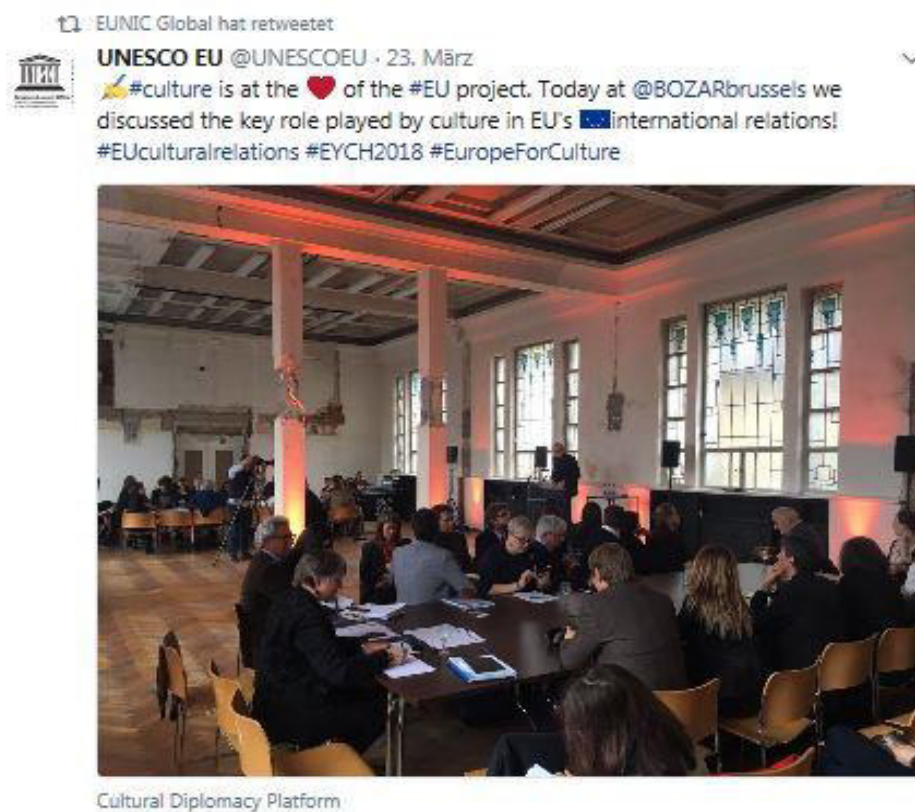 EUNIC Global hat retweetet
UNESCO EU @UNESCOEU · 23. März
✍#culture is at the ❤ of the #EU project. Today at @BOZARbrussels we
discussed the key role played by culture in EU's 🇪🇺international relations!
#EUculturalrelations #EYCH2018 #EuropeForCulture
Cultural Diplomacy Platform